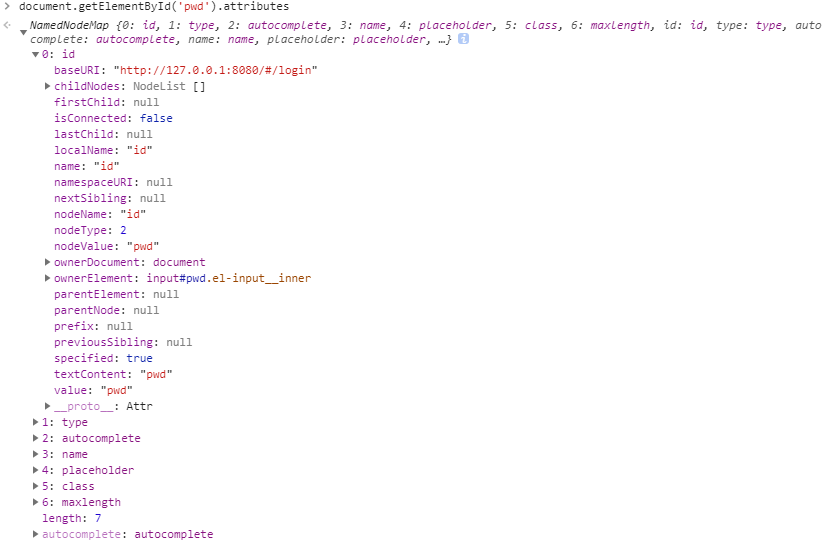 document.getElementById('pwd').attributes
NamedNodeMap {0: id, 1: type, 2: autocomplete, 3: name, 4: placeholder, 5: class, 6: maxlength, id: id, type: type, auto
complete: autocomplete, name: name, placeholder: placeholder, …}
0: id
baseURI: "http://127.0.0.1:8080/#/login"
childNodes: NodeList []
firstChild: null
isConnected: false
lastChild: null
localName: "id"
name: "id"
namespaceURI: null
nextSibling: null
nodeName: "id"
nodeType: 2
nodeValue: "pwd"
ownerDocument: document
ownerElement: input#pwd.el-input__inner
parentElement: null
parentNode: null
prefix: null
previousSibling: null
specified: true
textContent: "pwd"
value: "pwd"
__proto__: Attr
1: type
2: autocomplete
3: name
4: placeholder
5: class
6: maxlength
length: 7
autocomplete: autocomplete